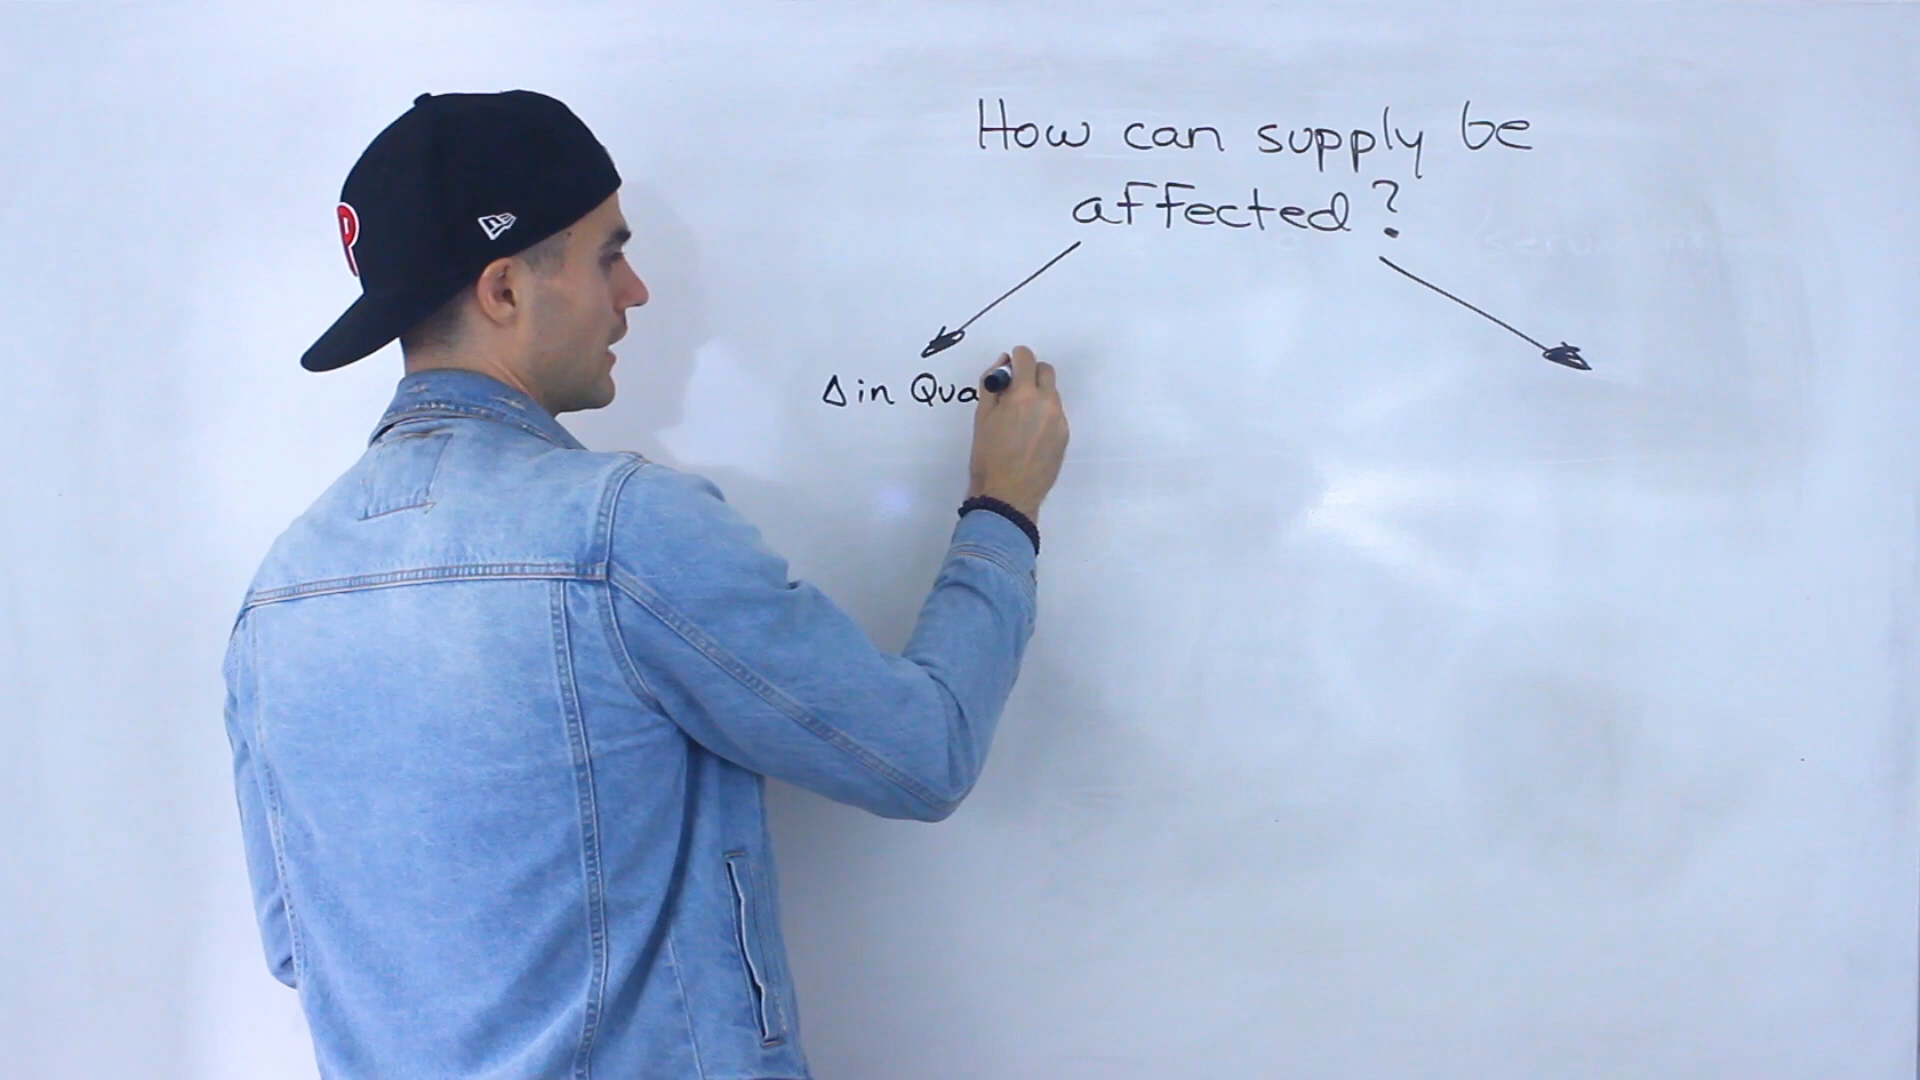 How can supply be
affected?
Δ in Qua
P